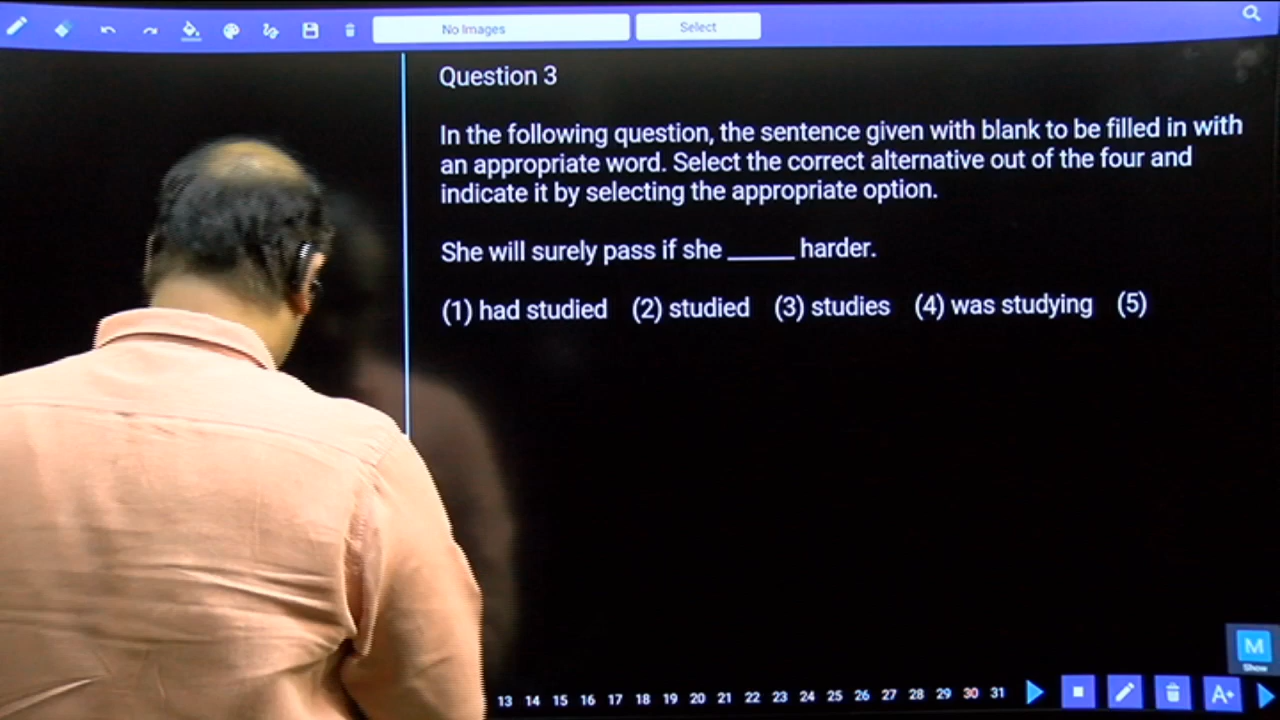 No Images
Select
Question 3
In the following question, the sentence given with blank to be filled in with
an appropriate word. Select the correct alternative out of the four and
indicate it by selecting the appropriate option.
She will surely pass if she _____ harder.
(1) had studied (2) studied (3) studies (4) was studying (5)
M
Show
13 14 15 16 17 18 19 20 21 22 23 24 25 26 27 28 29 30 31
A+